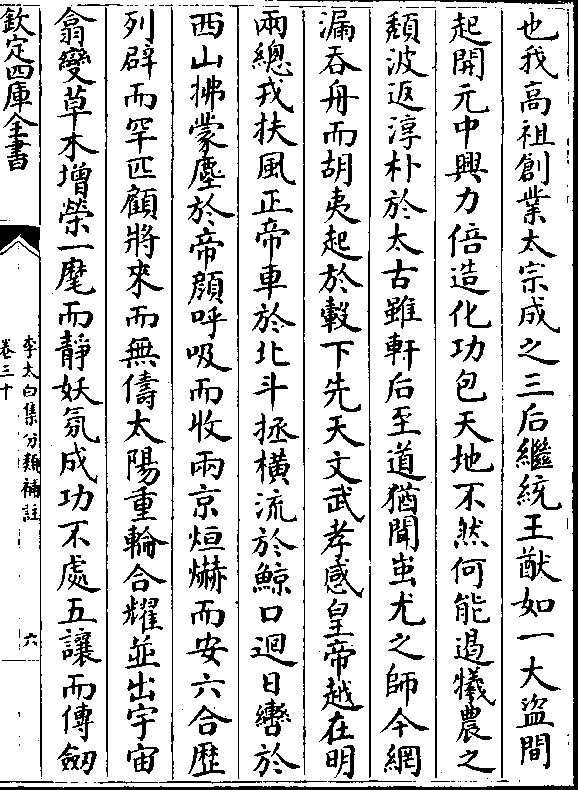 也我高祖創業太宗成之三后繼統王猷如一大盜間
起開元中興力倍造化功包天地不然何能遏犧農之
頹波返淳朴於太古雖軒后至道猶聞蚩尤之師今網
漏吞舟而胡夷起於轂下先天文武孝感皇帝越在明
兩總戎扶風正帝車於北斗拯橫流於鯨口迴日轡於
西山拂蒙塵於帝顔呼吸而收兩京烜爀而安六合歴
列辟而罕匹顧將來而無儔太陽重輪合耀並出宇宙
翕變草木增榮一麾而靜妖氛成功不處五讓而傳劒
欽定四庫全書
李太白集分類補註
卷三十
六